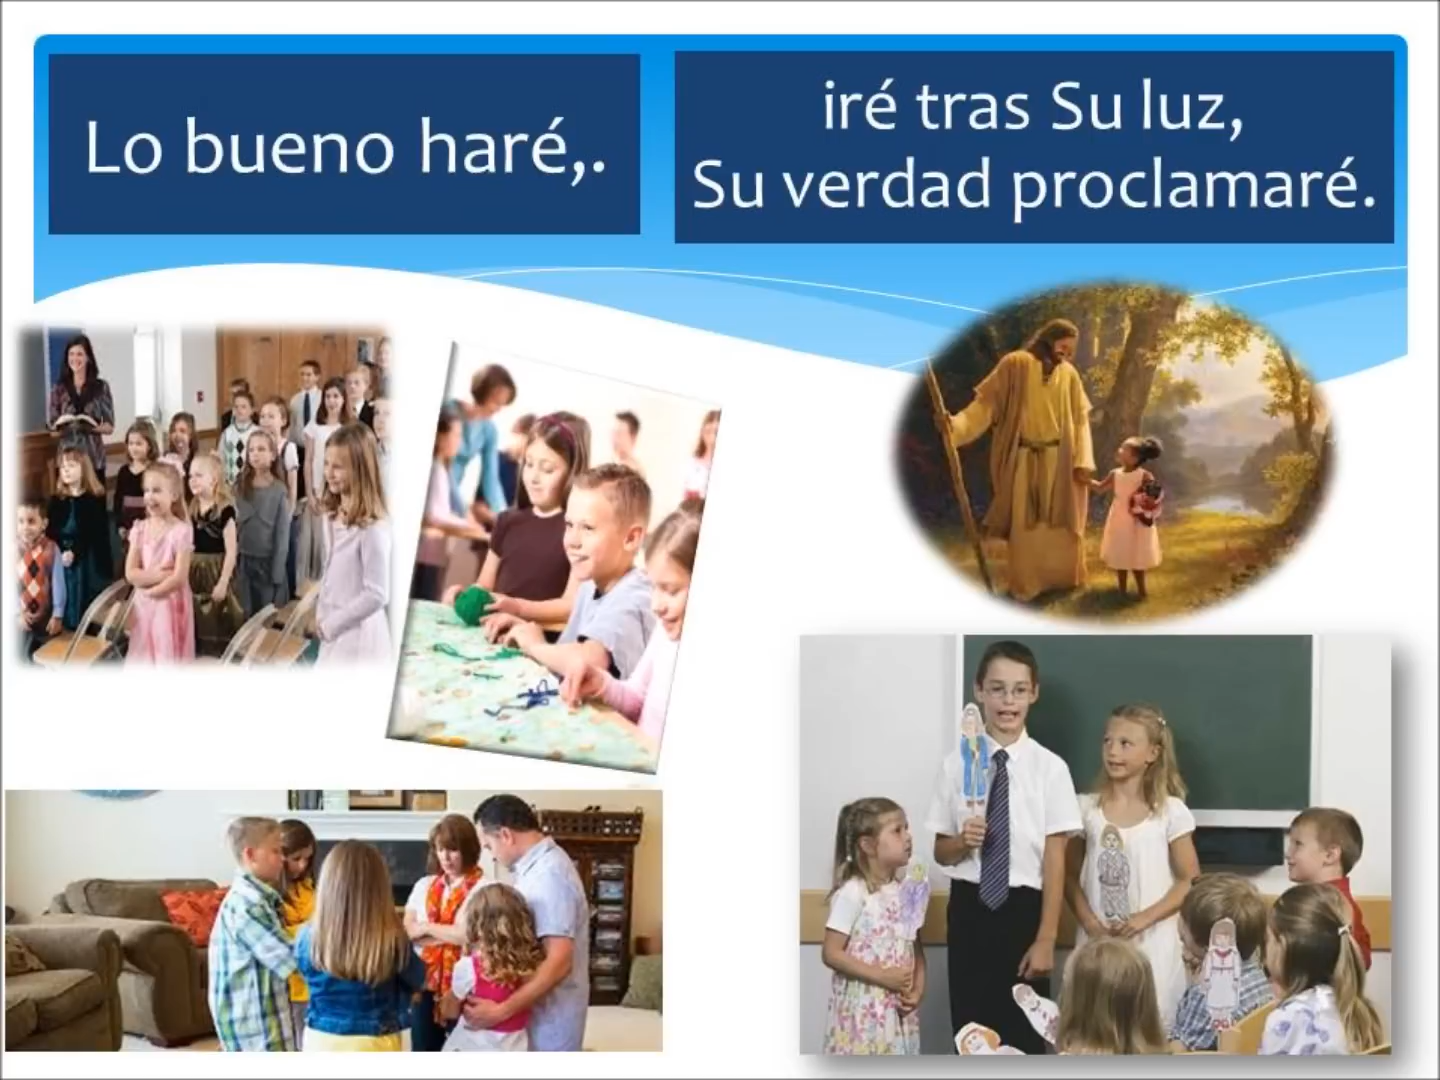 Lo bueno haré,.
iré tras Su luz,
Su verdad proclamaré.